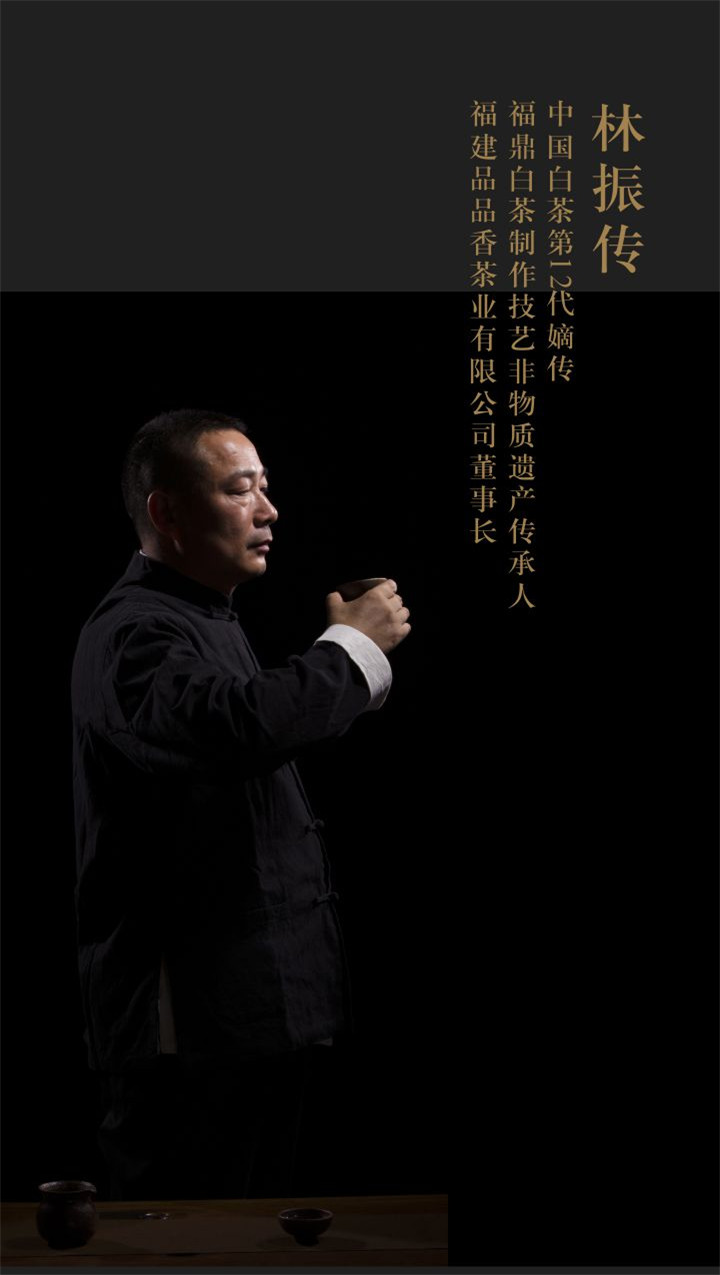 林振传
中国白茶第12代嫡传
福鼎白茶制作技艺非物质遗产传承人
福建品品香茶业有限公司董事长